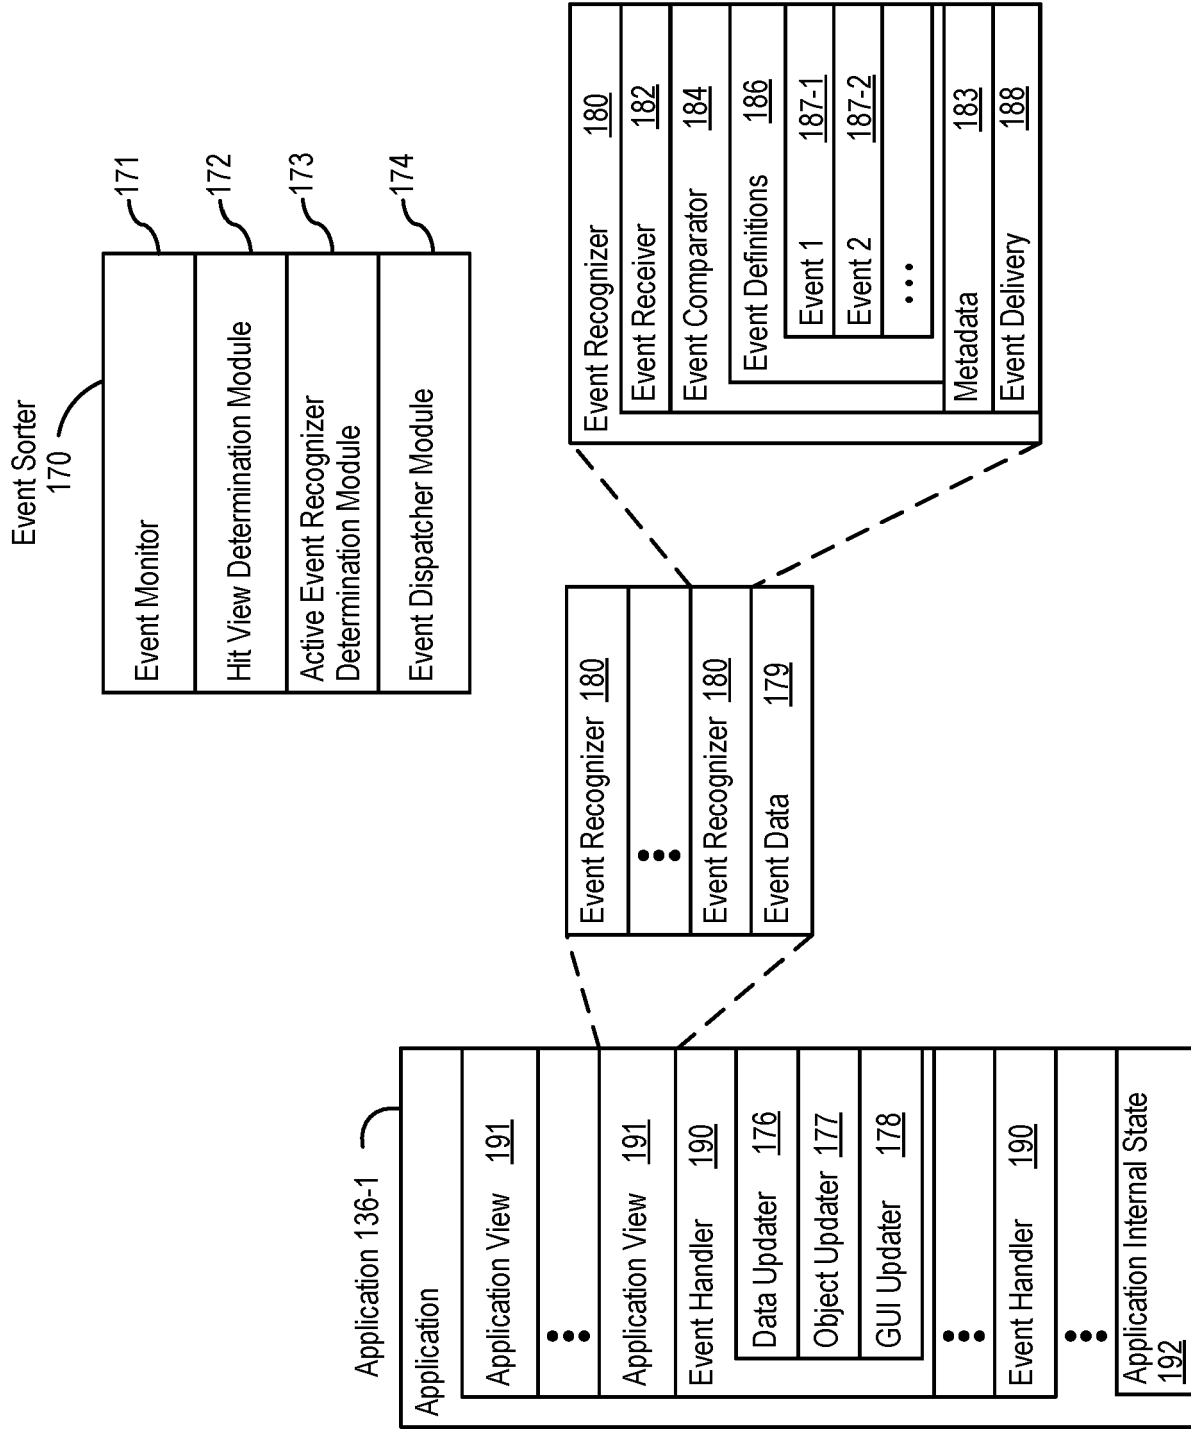 Event Sorter
170
Event Monitor
171
Hit View Determination Module
172
Active Event Recognizer
Determination Module
173
Event Dispatcher Module
174
Application 136-1
Application
Application View 191
•••
Application View 191
Event Handler 190
Data Updater 176
Object Updater 177
GUI Updater 178
•••
Event Handler 190
•••
Application Internal State
192
Event Recognizer 180
•••
Event Recognizer 180
Event Data 179
Event Recognizer 180
Event Receiver 182
Event Comparator 184
Event Definitions 186
Event 1 187-1
Event 2 187-2
•••
Metadata 183
Event Delivery 188